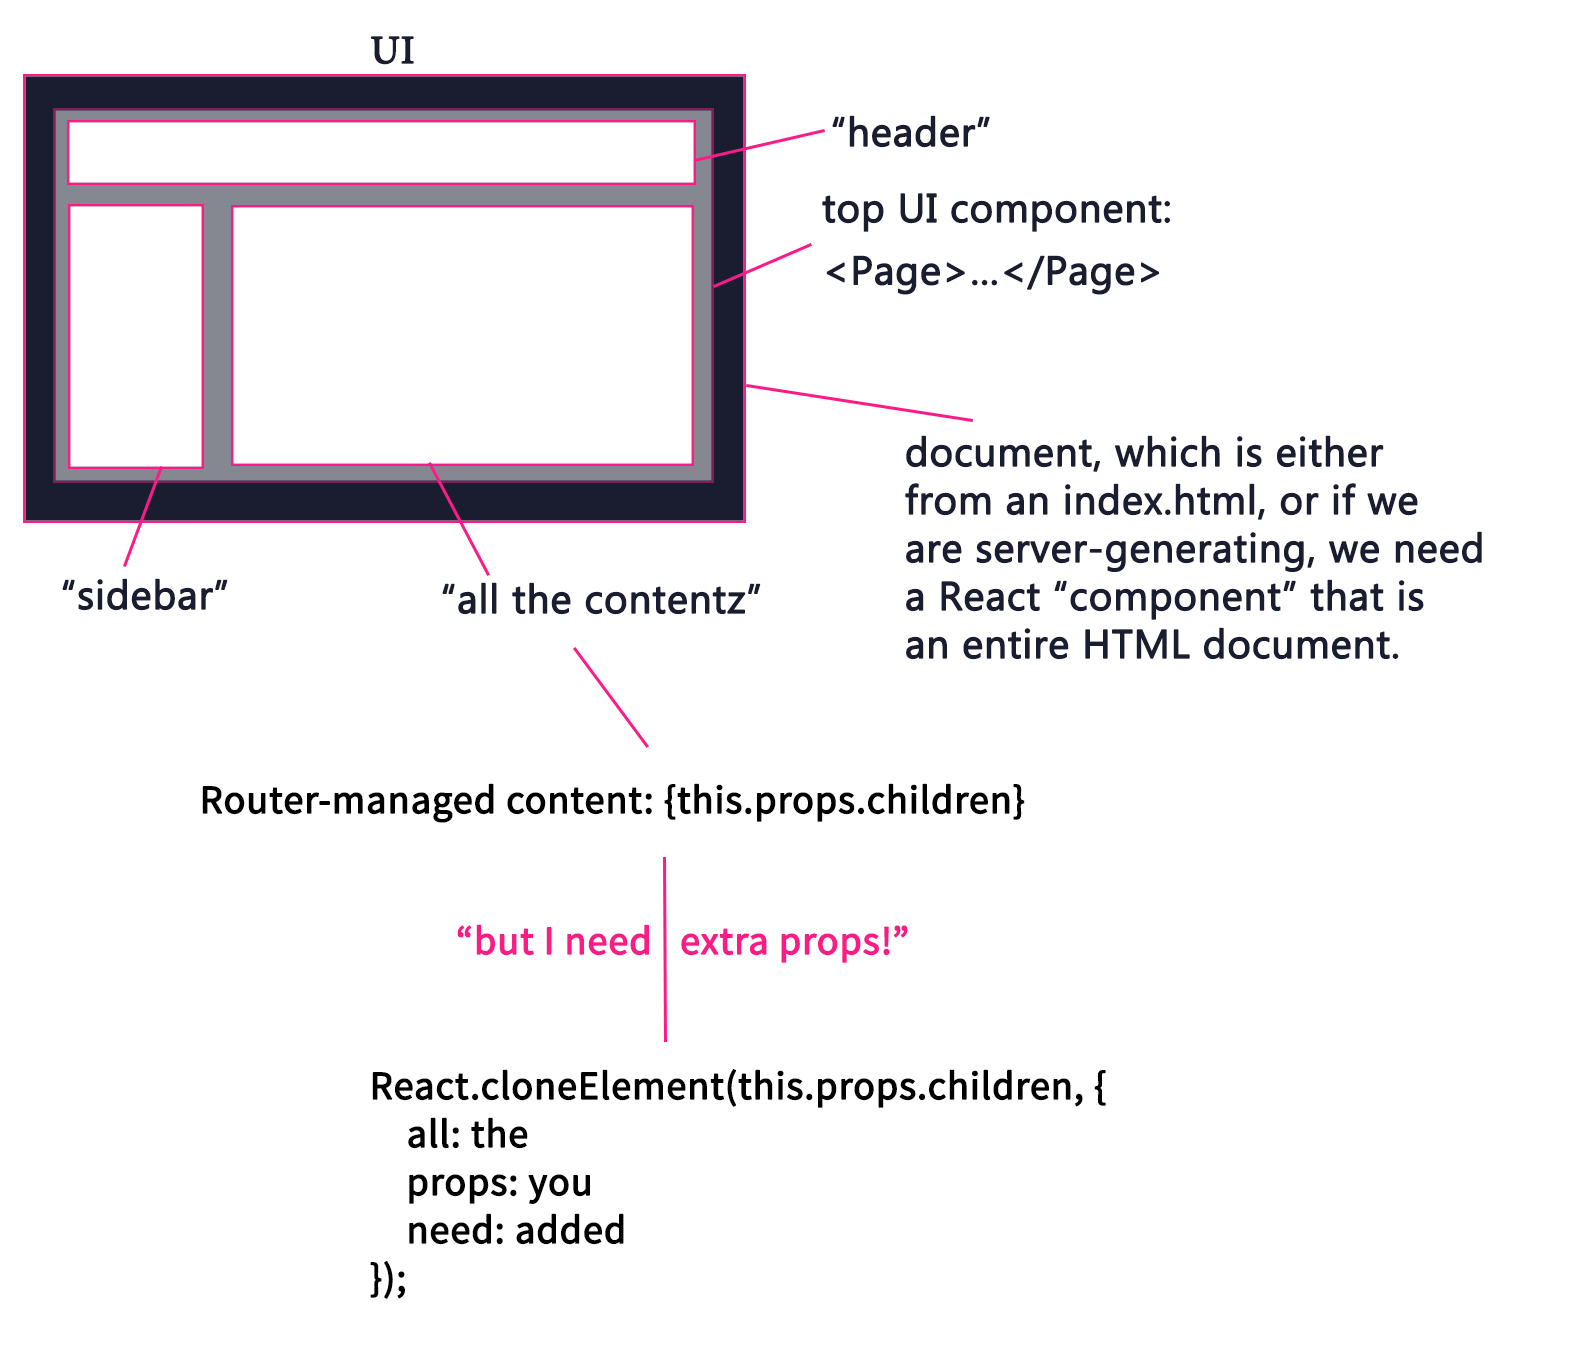 UI
“header”
top UI component:
<Page>...</Page>
document, which is either
from an index.html, or if we
are server-generating, we need
a React “component” that is
an entire HTML document.
“sidebar”
“all the contentz”
Router-managed content: {this.props.children}
“but I need extra props!”
React.cloneElement(this.props.children, {
all: the
props: you
need: added
});